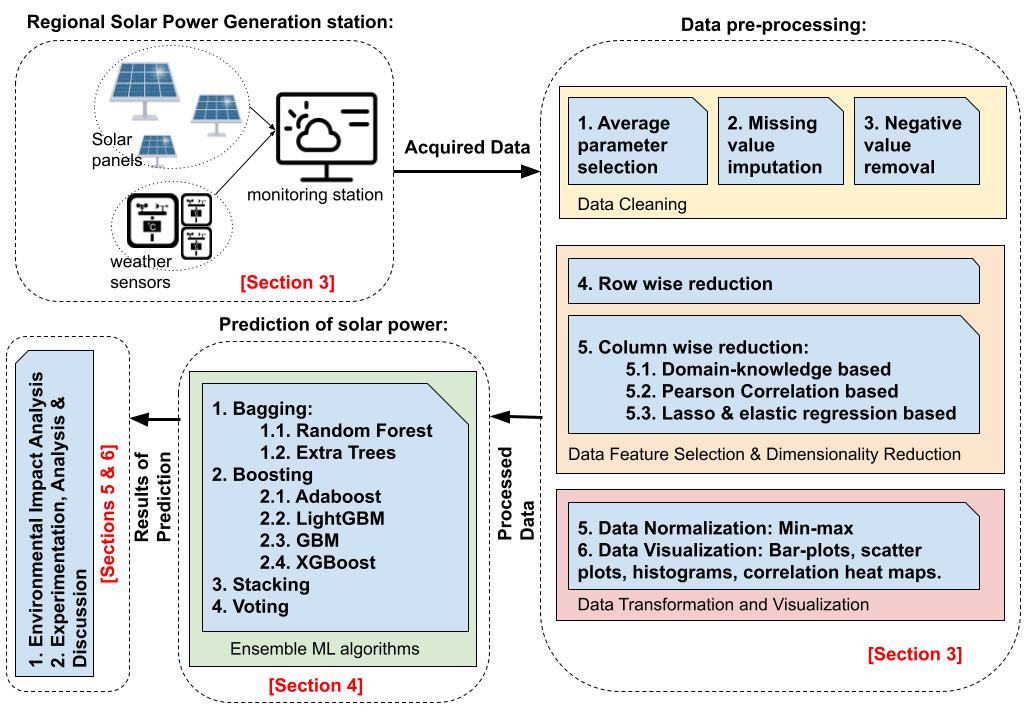 Regional Solar Power Generation station:
Solar
panels
monitoring station
weather
sensors
[Section 3]
Acquired Data
Data pre-processing:
1. Average
parameter
selection
2. Missing
value
imputation
3. Negative
value
removal
Data Cleaning
4. Row wise reduction
5. Column wise reduction:
5.1. Domain-knowledge based
5.2. Pearson Correlation based
5.3. Lasso & elastic regression based
Data Feature Selection & Dimensionality Reduction
5. Data Normalization: Min-max
6. Data Visualization: Bar-plots, scatter
plots, histograms, correlation heat maps.
Data Transformation and Visualization
[Section 3]
Processed
Data
Prediction of solar power:
1. Bagging:
1.1. Random Forest
1.2. Extra Trees
2. Boosting
2.1. Adaboost
2.2. LightGBM
2.3. GBM
2.4. XGBoost
3. Stacking
4. Voting
Ensemble ML algorithms
[Section 4]
Results of
Prediction
1. Environmental Impact Analysis
2. Experimentation, Analysis &
Discussion
[Sections 5 & 6]
°C
°C
°C